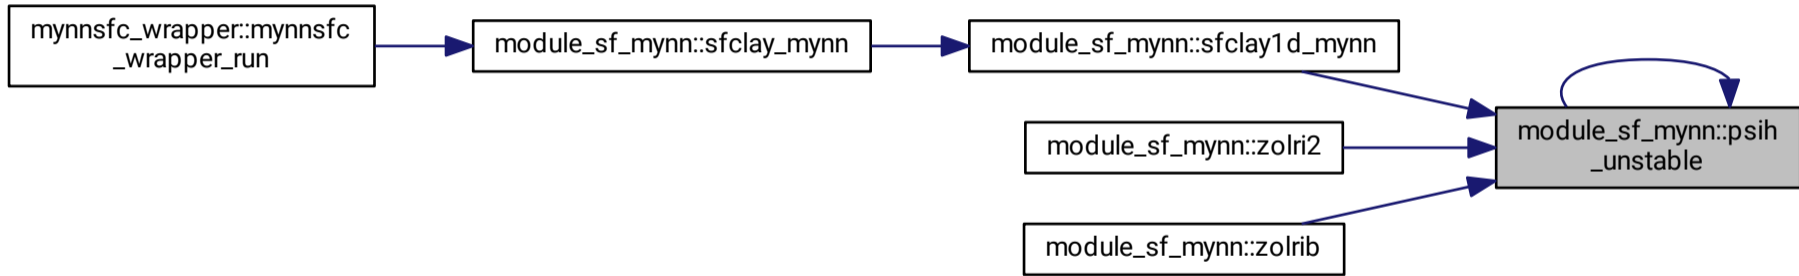 mynnsfc_wrapper::mynnsfc
_wrapper_run
module_sf_mynn::sfclay_mynn
module_sf_mynn::sfclay1d_mynn
module_sf_mynn::zolri2
module_sf_mynn::zolrib
module_sf_mynn::psih
_unstable